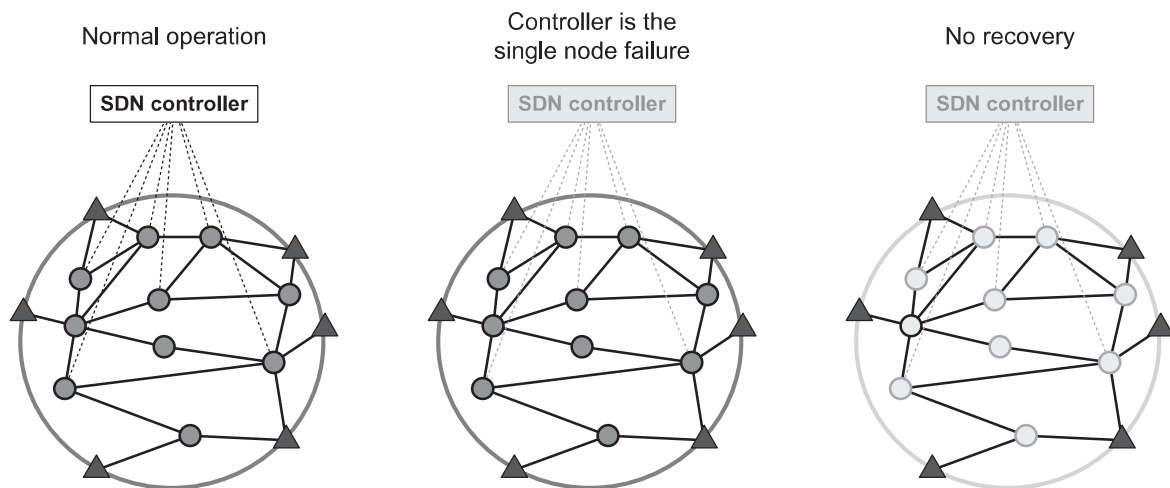 Normal operation
Controller is the
single node failure
No recovery
SDN controller
SDN controller
SDN controller